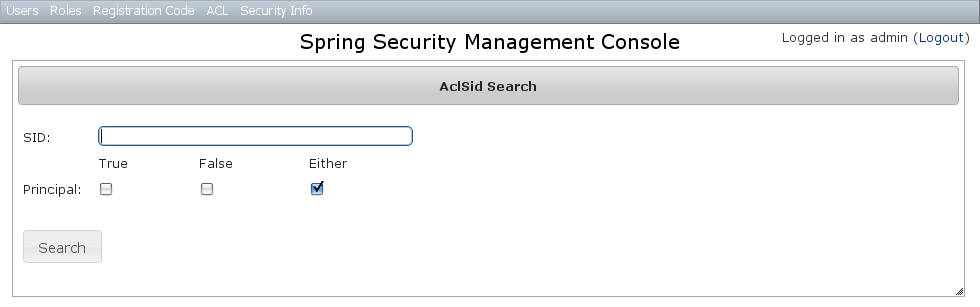 Users Roles Registration Code ACL Security Info
Spring Security Management Console
Logged in as admin (Logout)
AclSid Search
SID:
True False Either
Principal:
Search